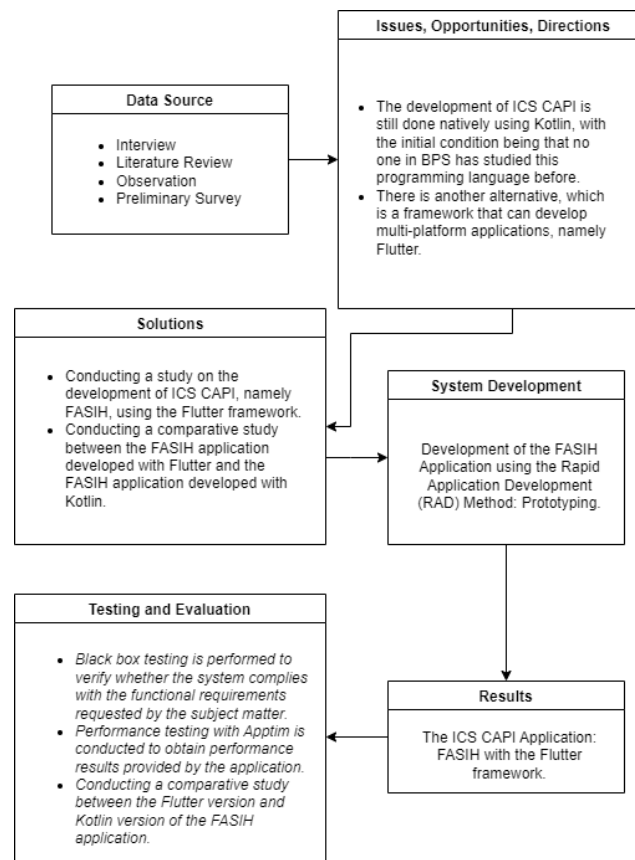 Issues, Opportunities, Directions
• The development of ICS CAPI is
still done natively using Kotlin, with
the initial condition being that no
one in BPS has studied this
programming language before.
• There is another alternative, which
is a framework that can develop
multi-platform applications, namely
Flutter.
Data Source
• Interview
• Literature Review
• Observation
• Preliminary Survey
Solutions
• Conducting a study on the
development of ICS CAPI, namely
FASIH, using the Flutter framework.
• Conducting a comparative study
between the FASIH application
developed with Flutter and the
FASIH application developed with
Kotlin.
System Development
Development of the FASIH
Application using the Rapid
Application Development
(RAD) Method: Prototyping.
Testing and Evaluation
• Black box testing is performed to
verify whether the system complies
with the functional requirements
requested by the subject matter.
• Performance testing with Apptim is
conducted to obtain performance
results provided by the application.
• Conducting a comparative study
between the Flutter version and
Kotlin version of the FASIH
application.
Results
The ICS CAPI Application:
FASIH with the Flutter
framework.